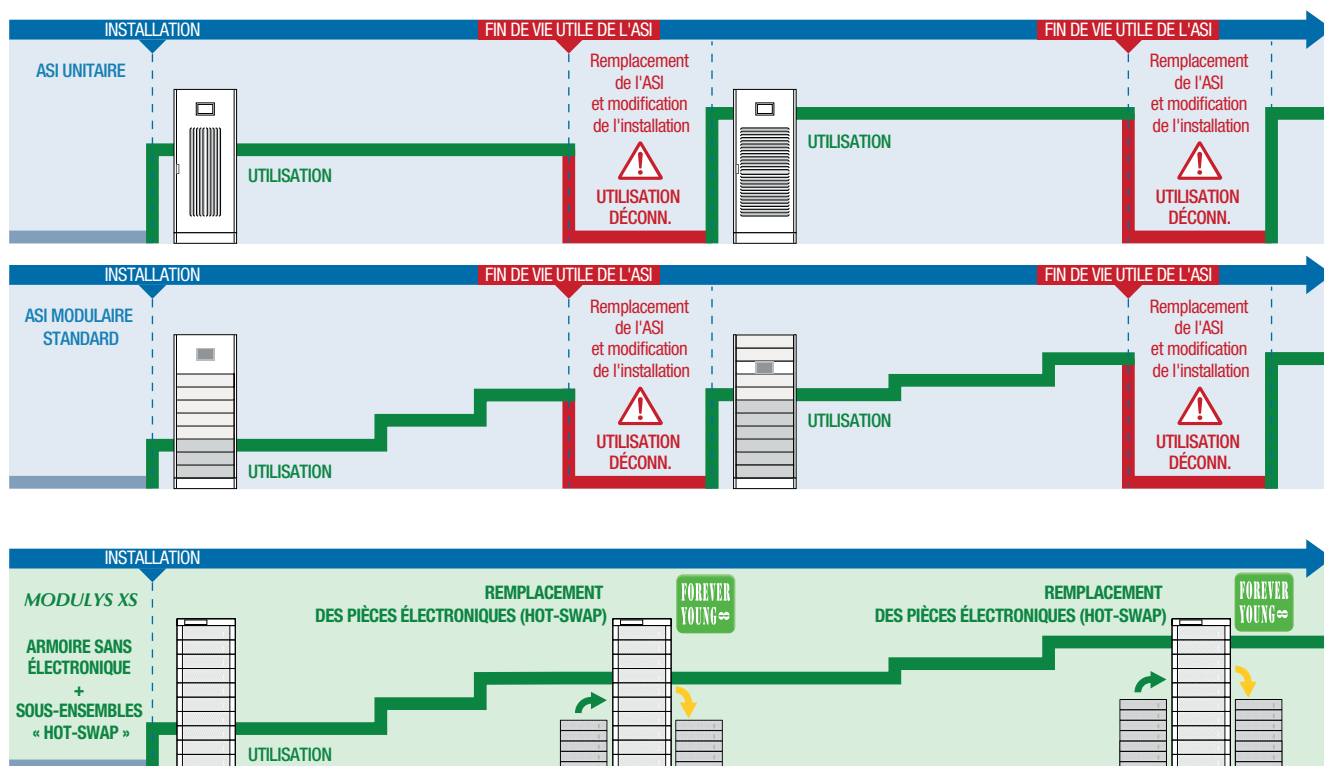 INSTALLATION
FIN DE VIE UTILE DE L'ASI
FIN DE VIE UTILE DE L'ASI
ASI UNITAIRE
UTILISATION
Remplacement
de l'ASI
et modification
de l'installation
UTILISATION
DÉCONN.
UTILISATION
Remplacement
de l'ASI
et modification
de l'installation
UTILISATION
DÉCONN.
INSTALLATION
FIN DE VIE UTILE DE L'ASI
FIN DE VIE UTILE DE L'ASI
ASI MODULAIRE
STANDARD
UTILISATION
Remplacement
de l'ASI
et modification
de l'installation
UTILISATION
DÉCONN.
UTILISATION
Remplacement
de l'ASI
et modification
de l'installation
UTILISATION
DÉCONN.
INSTALLATION
MODULYS XS
ARMOIRE SANS
ÉLECTRONIQUE
+
SOUS-ENSEMBLES
« HOT-SWAP »
UTILISATION
REMPLACEMENT
DES PIÈCES ÉLECTRONIQUES (HOT-SWAP)
FOREVER
YOUNG∞
REMPLACEMENT
DES PIÈCES ÉLECTRONIQUES (HOT-SWAP)
FOREVER
YOUNG∞